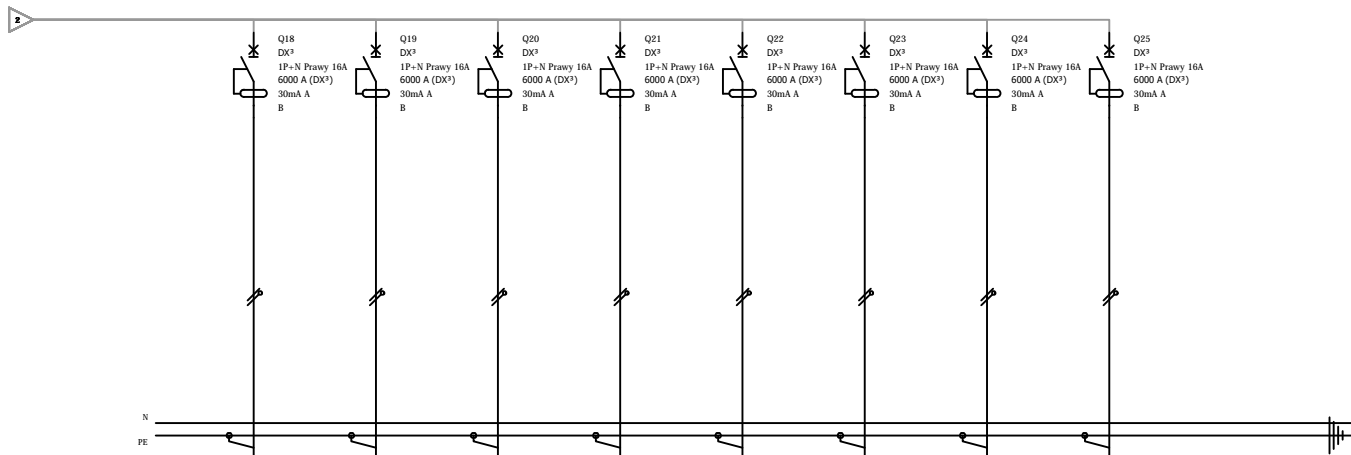 2
Q18
DX³
1P+N Prawy 16A
6000 A (DX³)
30mA A
B
Q19
DX³
1P+N Prawy 16A
6000 A (DX³)
30mA A
B
Q20
DX³
1P+N Prawy 16A
6000 A (DX³)
30mA A
B
Q21
DX³
1P+N Prawy 16A
6000 A (DX³)
30mA A
B
Q22
DX³
1P+N Prawy 16A
6000 A (DX³)
30mA A
B
Q23
DX³
1P+N Prawy 16A
6000 A (DX³)
30mA A
B
Q24
DX³
1P+N Prawy 16A
6000 A (DX³)
30mA A
B
Q25
DX³
1P+N Prawy 16A
6000 A (DX³)
30mA A
B
N
PE